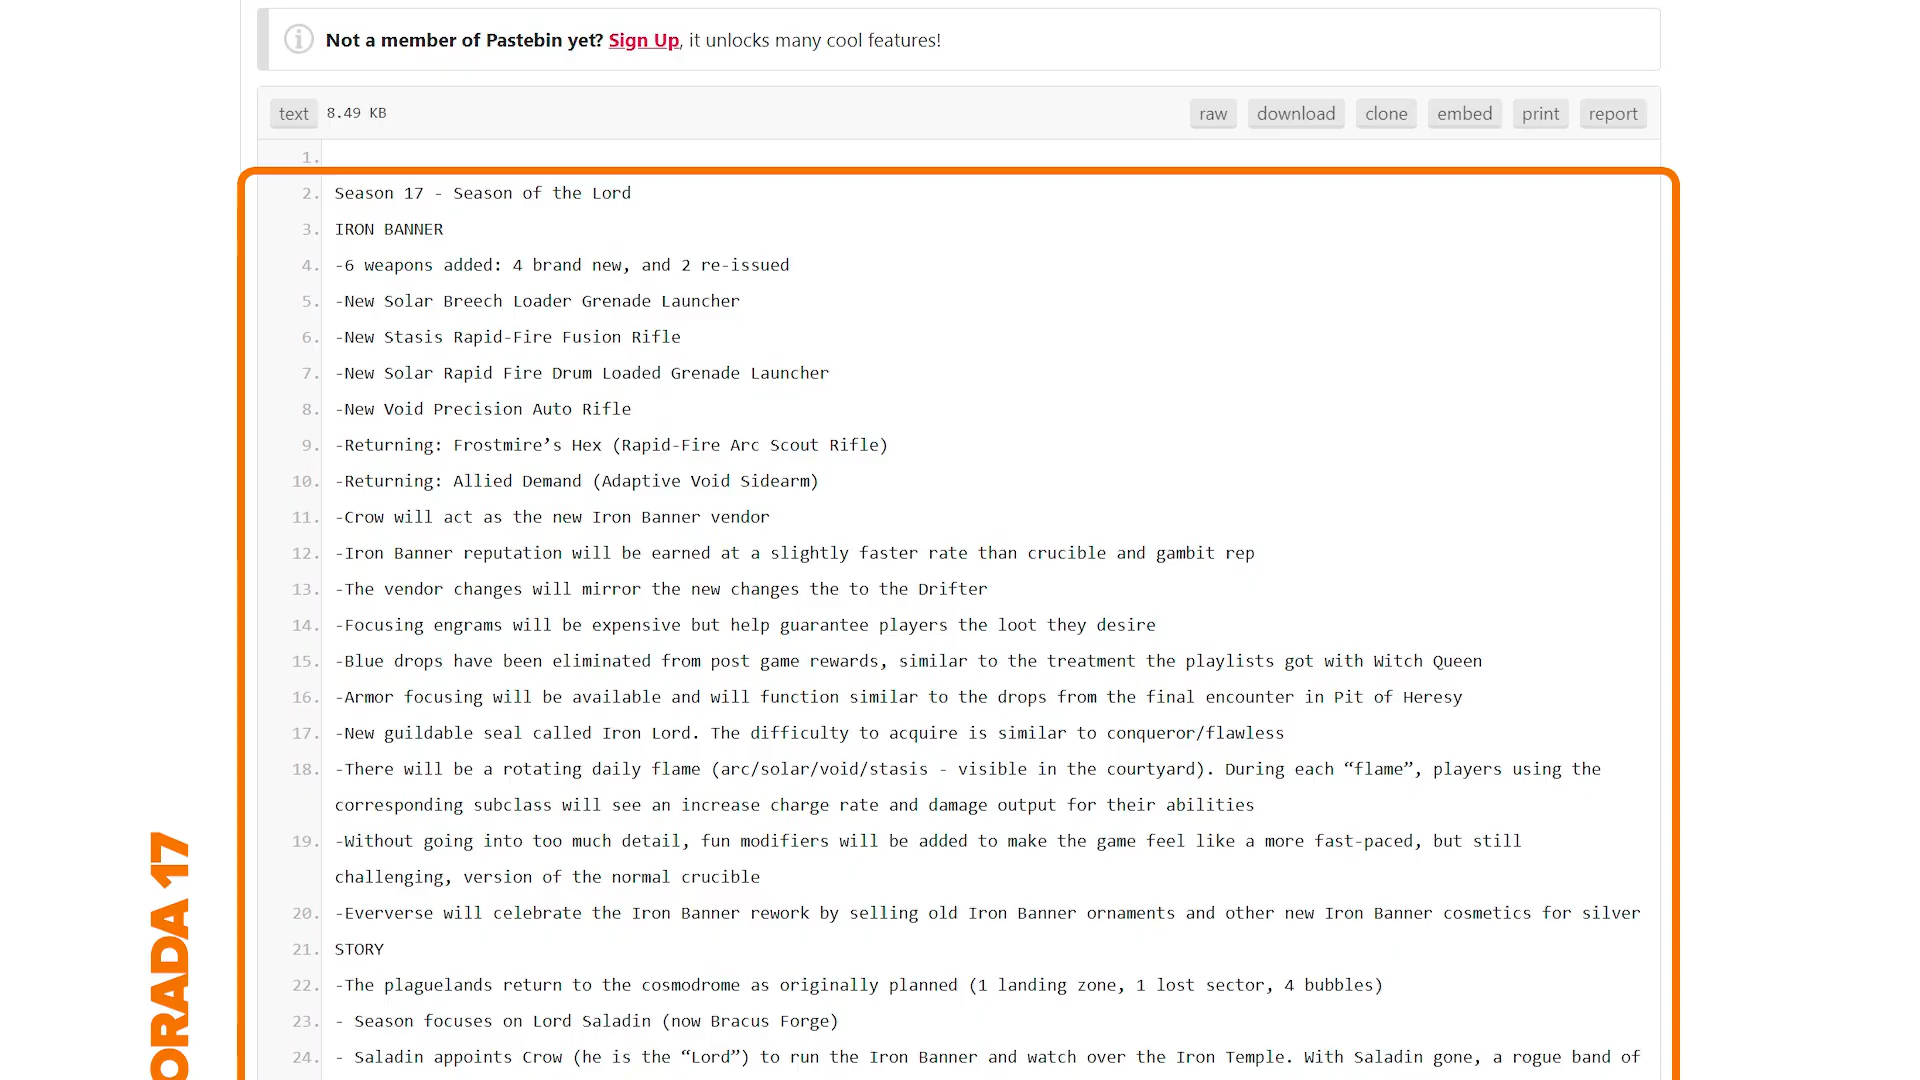 Not a member of Pastebin yet? Sign Up, it unlocks many cool features!
text 8.49 KB raw download clone embed print report
1.
2. Season 17 - Season of the Lord
3. IRON BANNER
4. -6 weapons added: 4 brand new, and 2 re-issued
5. -New Solar Breech Loader Grenade Launcher
6. -New Stasis Rapid-Fire Fusion Rifle
7. -New Solar Rapid Fire Drum Loaded Grenade Launcher
8. -New Void Precision Auto Rifle
9. -Returning: Frostmire’s Hex (Rapid-Fire Arc Scout Rifle)
10. -Returning: Allied Demand (Adaptive Void Sidearm)
11. -Crow will act as the new Iron Banner vendor
12. -Iron Banner reputation will be earned at a slightly faster rate than crucible and gambit rep
13. -The vendor changes will mirror the new changes the to the Drifter
14. -Focusing engrams will be expensive but help guarantee players the loot they desire
15. -Blue drops have been eliminated from post game rewards, similar to the treatment the playlists got with Witch Queen
16. -Armor focusing will be available and will function similar to the drops from the final encounter in Pit of Heresy
17. -New guildable seal called Iron Lord. The difficulty to acquire is similar to conqueror/flawless
18. -There will be a rotating daily flame (arc/solar/void/stasis - visible in the courtyard). During each “flame”, players using the
corresponding subclass will see an increase charge rate and damage output for their abilities
19. -Without going into too much detail, fun modifiers will be added to make the game feel like a more fast-paced, but still
challenging, version of the normal crucible
20. -Eververse will celebrate the Iron Banner rework by selling old Iron Banner ornaments and other new Iron Banner cosmetics for silver
21. STORY
22. -The plaguelands return to the cosmodrome as originally planned (1 landing zone, 1 lost sector, 4 bubbles)
23. - Season focuses on Lord Saladin (now Bracus Forge)
24. - Saladin appoints Crow (he is the “Lord”) to run the Iron Banner and watch over the Iron Temple. With Saladin gone, a rogue band of
ORADA 17